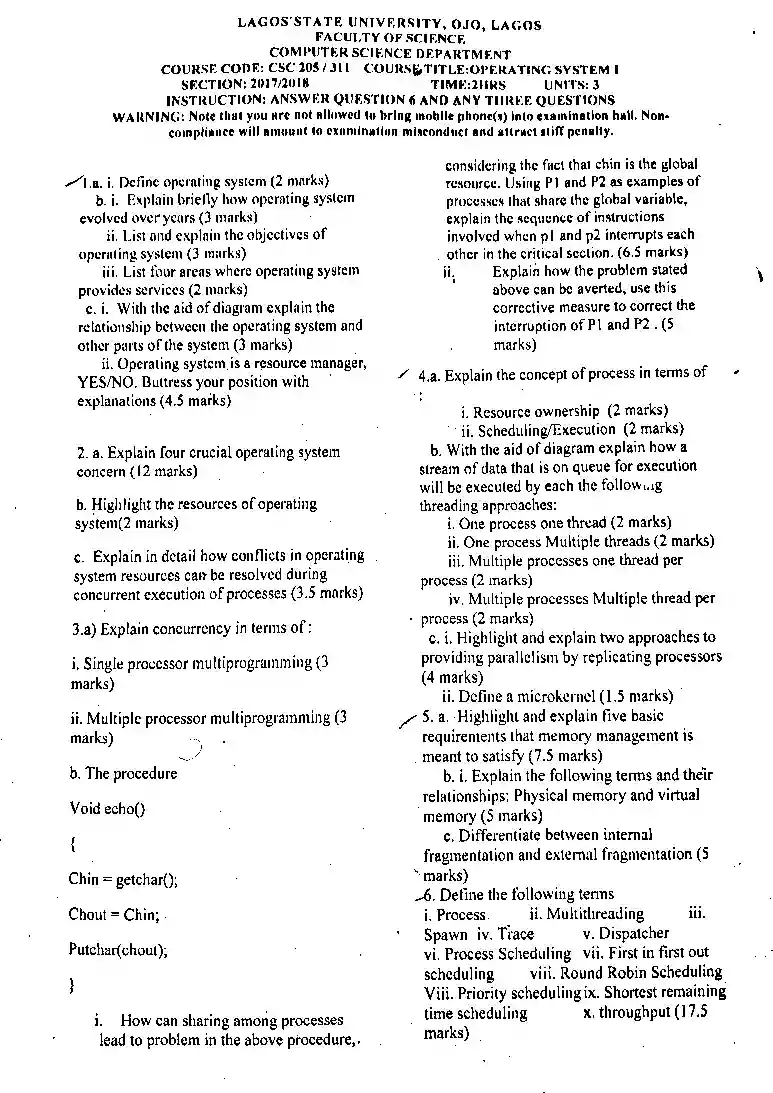 LAGOS STATE UNIVERSITY, OJO, LAGOS
FACULTY OF SCIENCE
COMPUTER SCIENCE DEPARTMENT
COURSE CODE: CSC 205 / 311 COURSE TITLE:OPERATING SYSTEM I
SECTION: 2017/2018 TIME:2HRS UNITS: 3
INSTRUCTION: ANSWER QUESTION 6 AND ANY THREE QUESTIONS
WARNING: Note that you are not allowed to bring mobile phone(s) into examination hall. Non-
compliance will amount to examination misconduct and attract stiff penalty.
1.a. i. Define operating system (2 marks)
b. i. Explain briefly how operating system
evolved over years (3 marks)
ii. List and explain the objectives of
operating system (3 marks)
iii. List four areas where operating system
provides services (2 marks)
c. i. With the aid of diagram explain the
relationship between the operating system and
other parts of the system (3 marks)
ii. Operating system is a resource manager,
YES/NO. Buttress your position with
explanations (4.5 marks)
2. a. Explain four crucial operating system
concern (12 marks)
b. Highlight the resources of operating
system(2 marks)
c. Explain in detail how conflicts in operating
system resources can be resolved during
concurrent execution of processes (3.5 marks)
3.a) Explain concurrency in terms of :
i. Single processor multiprogramming (3
marks)
ii. Multiple processor multiprogramming (3
marks)
b. The procedure
Void echo()
{
Chin = getchar();
Chout = Chin;
Putchar(chout);
}
i. How can sharing among processes
lead to problem in the above procedure,
considering the fact that chin is the global
resource. Using P1 and P2 as examples of
processes that share the global variable,
explain the sequence of instructions
involved when p1 and p2 interrupts each
other in the critical section. (6.5 marks)
ii. Explain how the problem stated
above can be averted, use this
corrective measure to correct the
interruption of P1 and P2 . (5
marks)
4.a. Explain the concept of process in terms of
:
i. Resource ownership (2 marks)
ii. Scheduling/Execution (2 marks)
b. With the aid of diagram explain how a
stream of data that is on queue for execution
will be executed by each the following
threading approaches:
i. One process one thread (2 marks)
ii. One process Multiple threads (2 marks)
iii. Multiple processes one thread per
process (2 marks)
iv. Multiple processes Multiple thread per
process (2 marks)
c. i. Highlight and explain two approaches to
providing parallelism by replicating processors
(4 marks)
ii. Define a microkernel (1.5 marks)
5. a. Highlight and explain five basic
requirements that memory management is
meant to satisfy (7.5 marks)
b. i. Explain the following terms and their
relationships: Physical memory and virtual
memory (5 marks)
c. Differentiate between internal
fragmentation and external fragmentation (5
marks)
6. Define the following terms
i. Process ii. Multithreading iii.
Spawn iv. Trace v. Dispatcher
vi. Process Scheduling vii. First in first out
scheduling viii. Round Robin Scheduling
Viii. Priority scheduling ix. Shortest remaining
time scheduling x. throughput (17.5
marks)